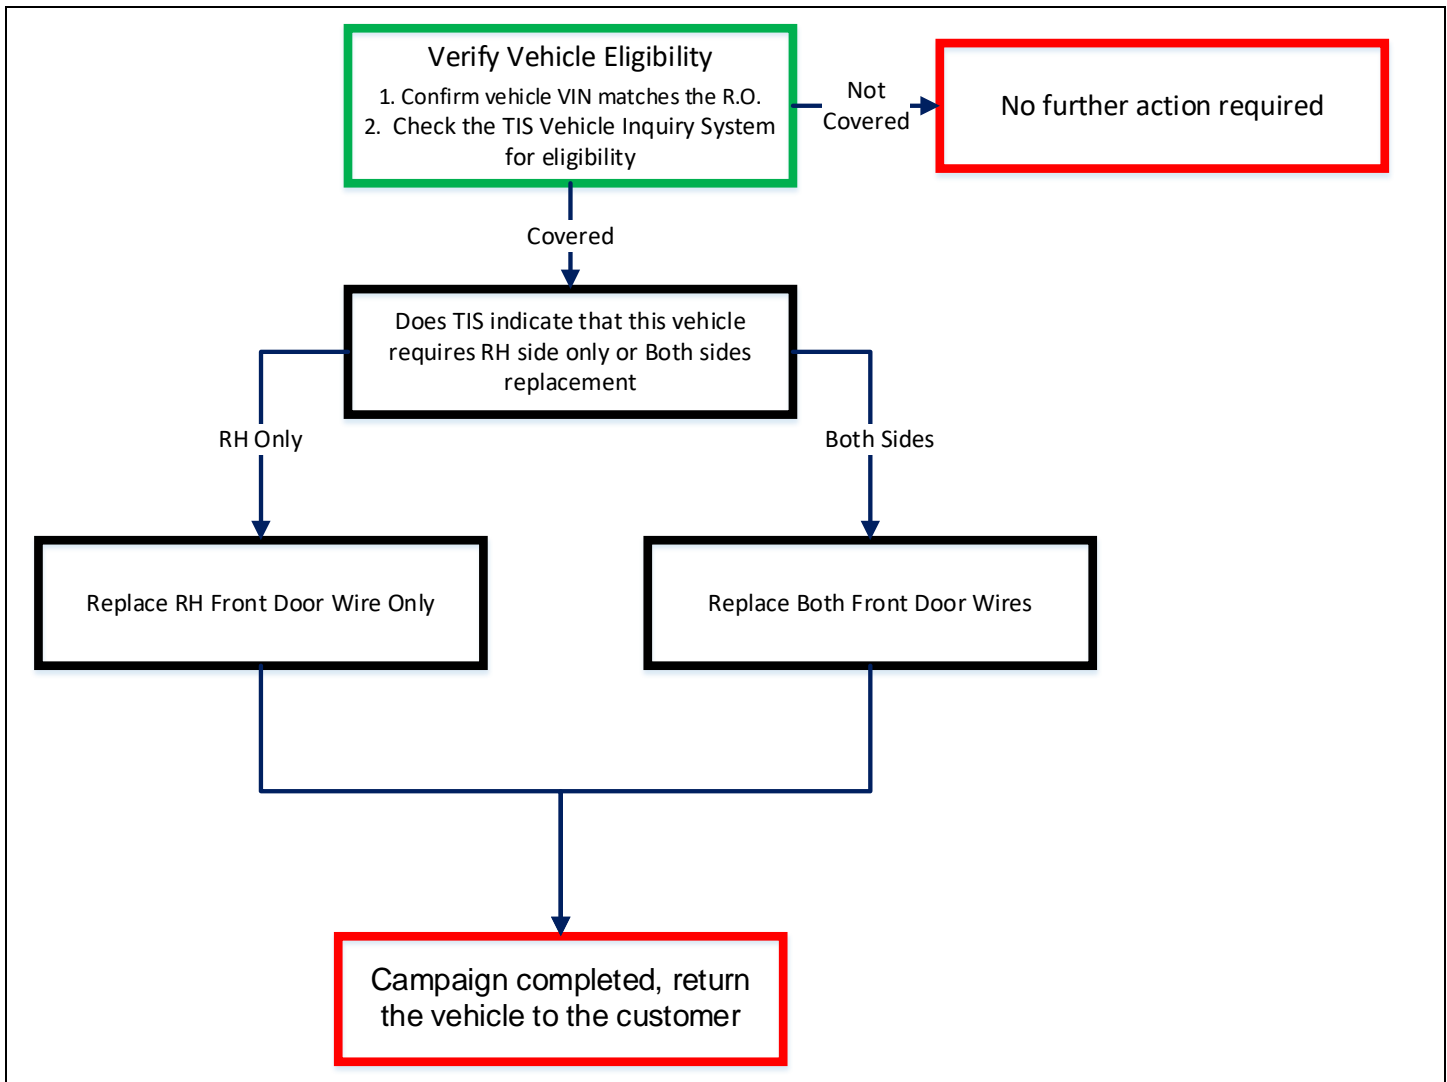 Verify Vehicle Eligibility
1. Confirm vehicle VIN matches the R.O.
2. Check the TIS Vehicle Inquiry System
for eligibility
Not
Covered
No further action required
Covered
Does TIS indicate that this vehicle
requires RH side only or Both sides
replacement
RH Only
Both Sides
Replace RH Front Door Wire Only
Replace Both Front Door Wires
Campaign completed, return
the vehicle to the customer